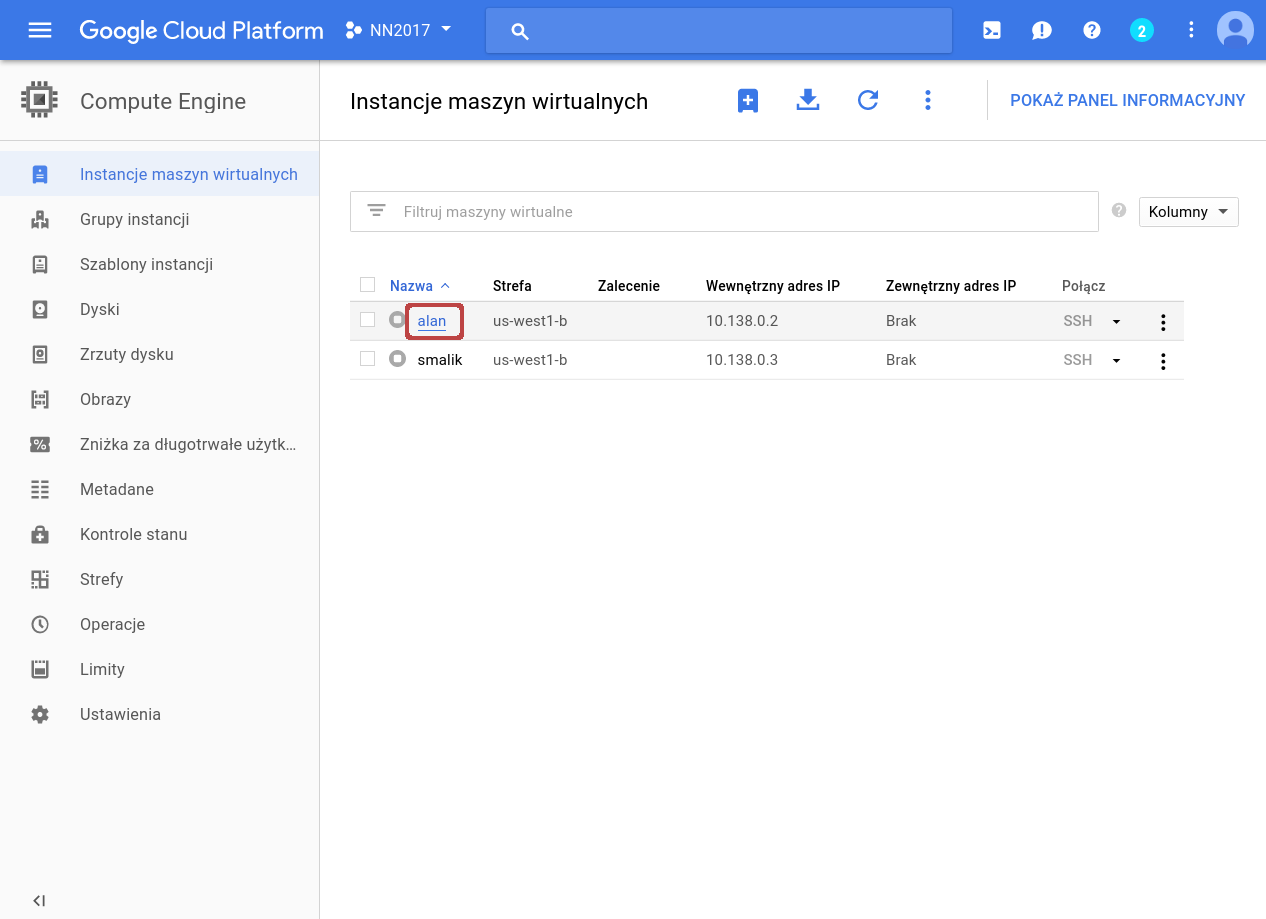 Google Cloud Platform NN2017 2
Compute Engine
Instancje maszyn wirtualnych
POKAŻ PANEL INFORMACYJNY
Instancje maszyn wirtualnych
Grupy instancji
Szablony instancji
Dyski
Zrzuty dysku
Obrazy
Zniżka za długotrwałe użytk...
Metadane
Kontrole stanu
Strefy
Operacje
Limity
Ustawienia
Filtruj maszyny wirtualne
Kolumny
Nazwa Strefa Zalecenie Wewnętrzny adres IP Zewnętrzny adres IP Połącz
alan us-west1-b 10.138.0.2 Brak SSH
smalik us-west1-b 10.138.0.3 Brak SSH